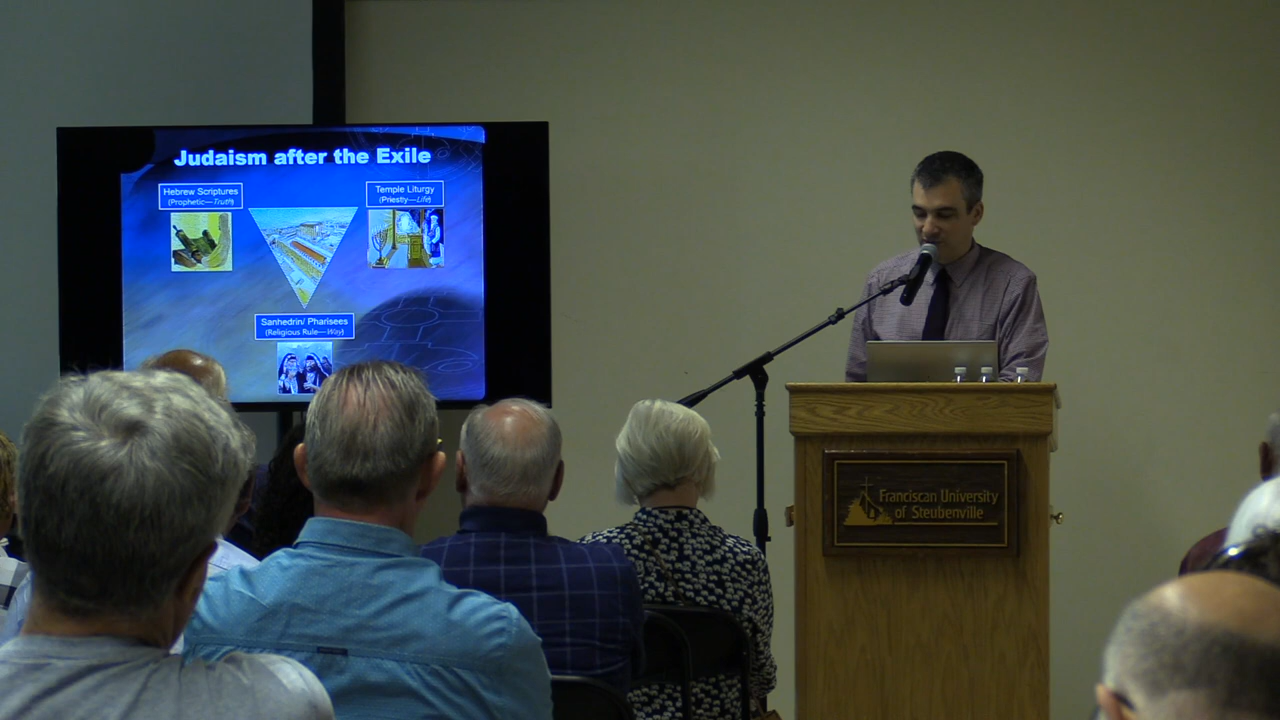 Judaism after the Exile
Hebrew Scriptures
(Prophetic—Truth)
Temple Liturgy
(Priestly—Life)
Sanhedrin/ Pharisees
(Religious Rule—Way)
Franciscan University
of Steubenville